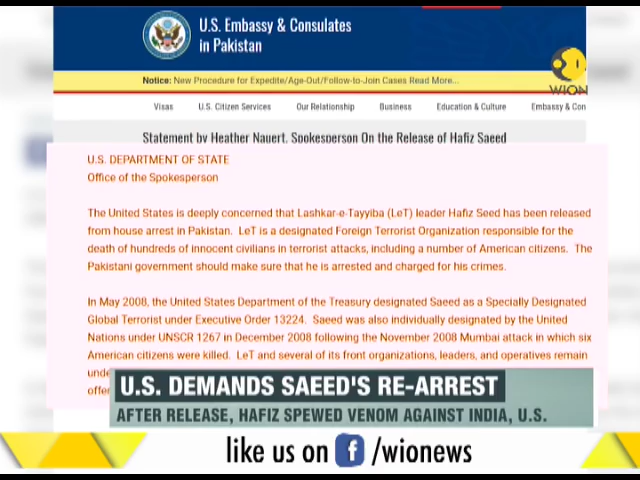 U.S. Embassy & Consulates
in Pakistan
Notice: New Procedure for Expedite/Age-Out/Follow-to-Join Cases Read More...
WION
Visas U.S. Citizen Services Our Relationship Business Education & Culture Embassy & Con
Statement by Heather Nauert, Spokesperson On the Release of Hafiz Saeed
U.S. DEPARTMENT OF STATE
Office of the Spokesperson
The United States is deeply concerned that Lashkar-e-Tayyiba (LeT) leader Hafiz Seed has been released
from house arrest in Pakistan. LeT is a designated Foreign Terrorist Organization responsible for the
death of hundreds of innocent civilians in terrorist attacks, including a number of American citizens. The
Pakistani government should make sure that he is arrested and charged for his crimes.
In May 2008, the United States Department of the Treasury designated Saeed as a Specially Designated
Global Terrorist under Executive Order 13224. Saeed was also individually designated by the United
Nations under UNSCR 1267 in December 2008 following the November 2008 Mumbai attack in which six
American citizens were killed. LeT and several of its front organizations, leaders, and operatives remain
unde
offer
U.S. DEMANDS SAEED'S RE-ARREST
AFTER RELEASE, HAFIZ SPEWED VENOM AGAINST INDIA, U.S.
like us on f /wionews